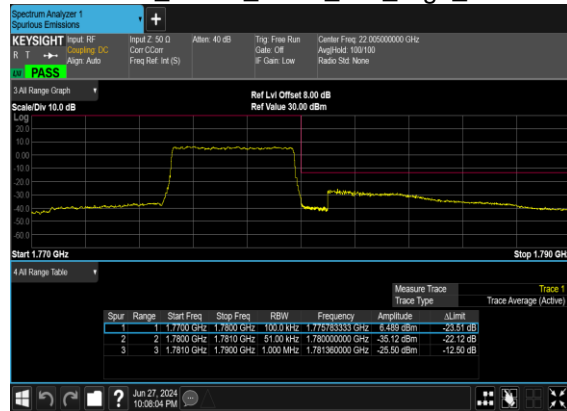 Spectrum Analyzer 1
Spurious Emissions
+
KEYSIGHT Input: RF Input Z: 50 Ω Atten: 40 dB Trig: Free Run Center Freq: 22.005000000 GHz
R T Coupling: DC Corr CCorr Gate: Off Avg|Hold: 100/100
Align: Auto Freq Ref: Int (S) IF Gain: Low Radio Std: None
PASS
3 All Range Graph
Ref Lvl Offset 8.00 dB
Scale/Div 10.0 dB Ref Value 30.00 dBm
Log
20.0
10.0
0.00
-10.0
-20.0
-30.0
-40.0
-50.0
-60.0
Start 1.770 GHz Stop 1.790 GH
4 All Range Table
Measure Trace Trace 1
Trace Type Trace Average (Active)
Spur Range Start Freq Stop Freq RBW Frequency Amplitude ΔLimit
1 1 1.7700 GHz 1.7800 GHz 100.0 kHz 1.775783333 GHz 6.489 dBm -23.51 dB
2 2 1.7800 GHz 1.7810 GHz 51.00 kHz 1.780000000 GHz -35.12 dBm -22.12 dB
3 3 1.7810 GHz 1.7900 GHz 1.000 MHz 1.781360000 GHz -25.50 dBm -12.50 dB
? Jun 27, 2024
10:08:04 PM